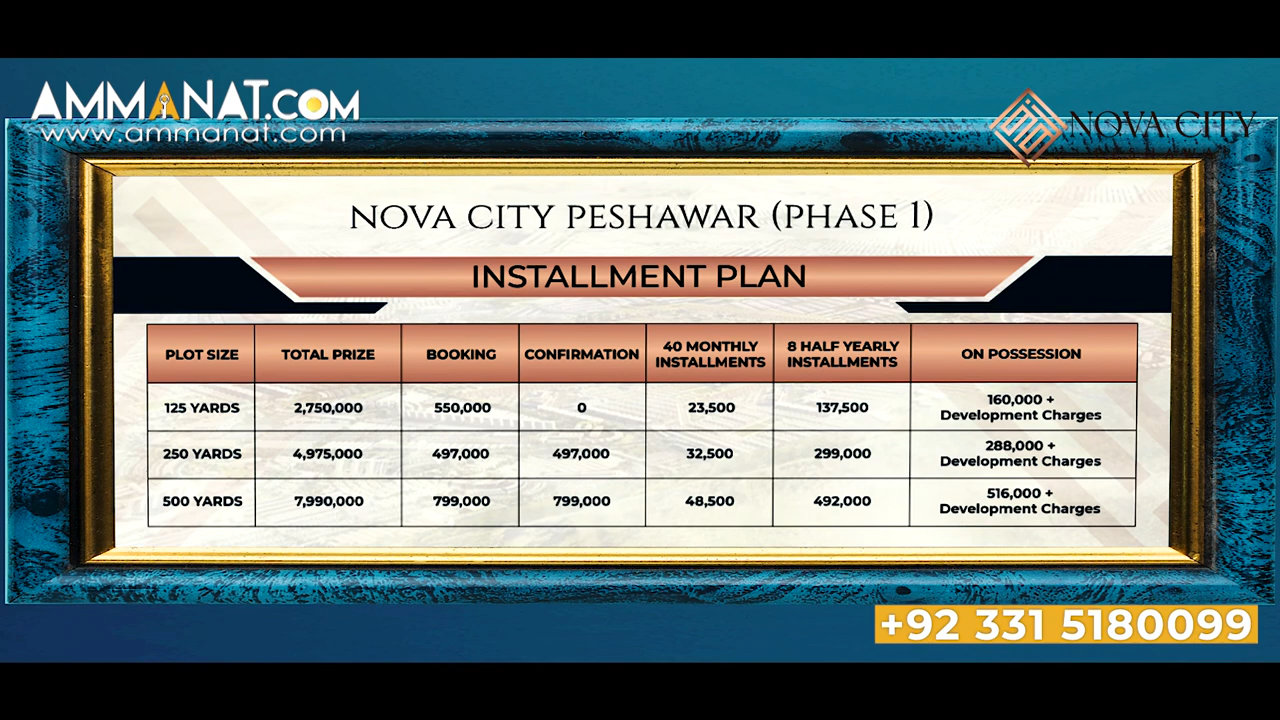 AMMANAT.COM
www.ammanat.com
NOVA CITY
NOVA CITY PESHAWAR (PHASE 1)
INSTALLMENT PLAN
PLOT SIZE TOTAL PRIZE BOOKING CONFIRMATION 40 MONTHLY INSTALLMENTS 8 HALF YEARLY INSTALLMENTS ON POSSESSION
125 YARDS 2,750,000 550,000 0 23,500 137,500 160,000 + Development Charges
250 YARDS 4,975,000 497,000 497,000 32,500 299,000 288,000 + Development Charges
500 YARDS 7,990,000 799,000 799,000 48,500 492,000 516,000 + Development Charges
+92 331 5180099